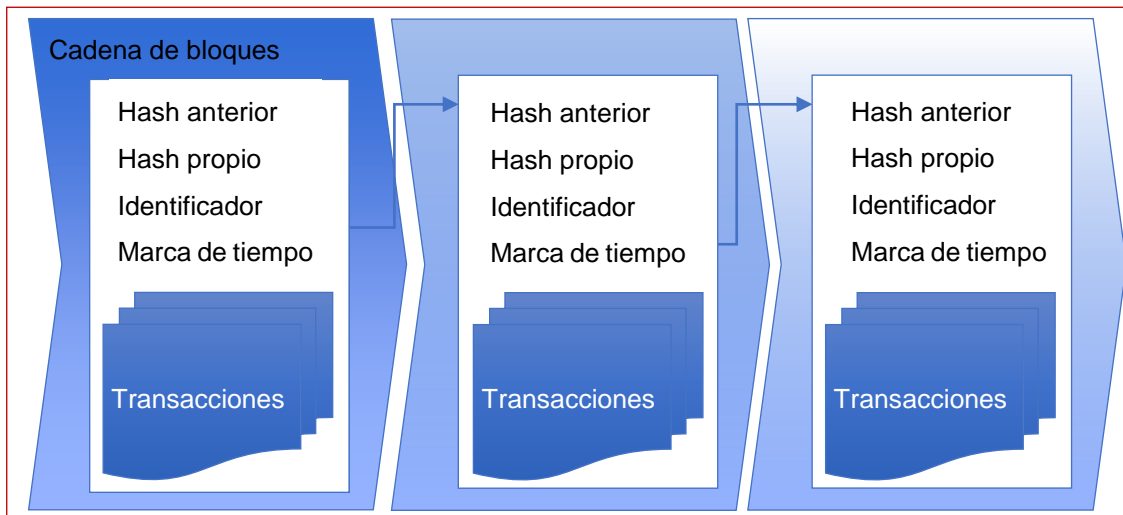 Cadena de bloques
Hash anterior
Hash propio
Identificador
Marca de tiempo
Transacciones
Hash anterior
Hash propio
Identificador
Marca de tiempo
Transacciones
Hash anterior
Hash propio
Identificador
Marca de tiempo
Transacciones